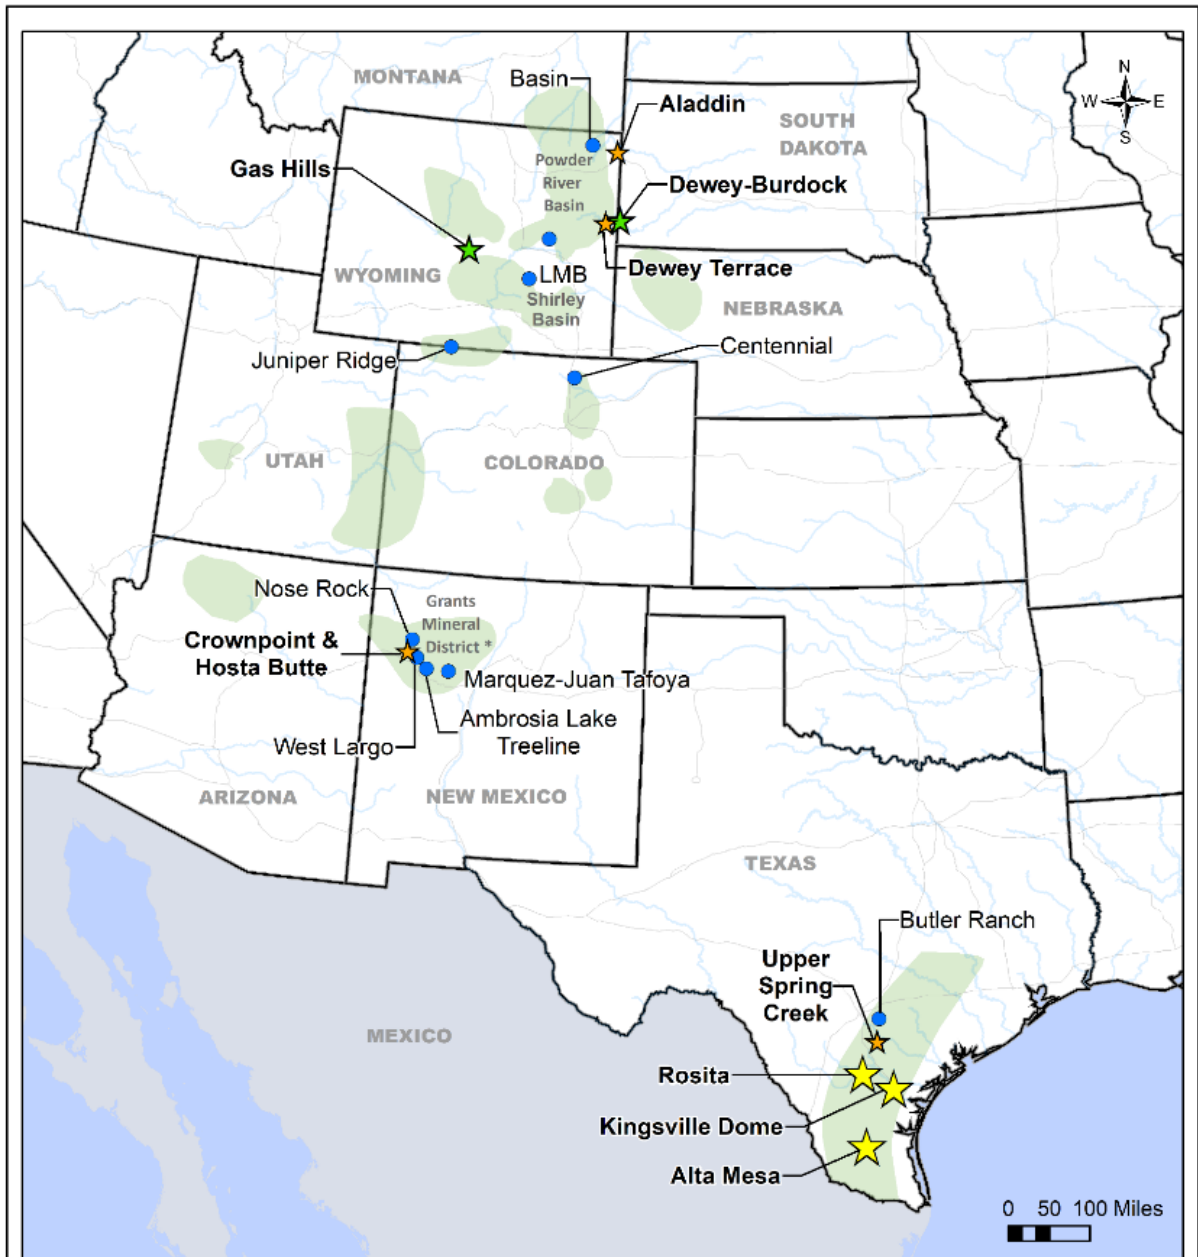 MONTANA
Basin
N
W
E
S
Aladdin
SOUTH
DAKOTA
Gas Hills
Powder
River
Basin
Dewey-Burdock
WYOMING
LMB
Dewey Terrace
Shirley
Basin
NEBRASKA
Juniper Ridge
Centennial
UTAH
COLORADO
Nose Rock
Grants
Mineral
District *
Crownpoint &
Hosta Butte
Marquez-Juan Tafoya
Ambrosia Lake
Treeline
West Largo
ARIZONA
NEW MEXICO
TEXAS
Butler Ranch
Upper
Spring
Creek
MEXICO
Rosita
Kingsville Dome
Alta Mesa
0 50 100 Miles